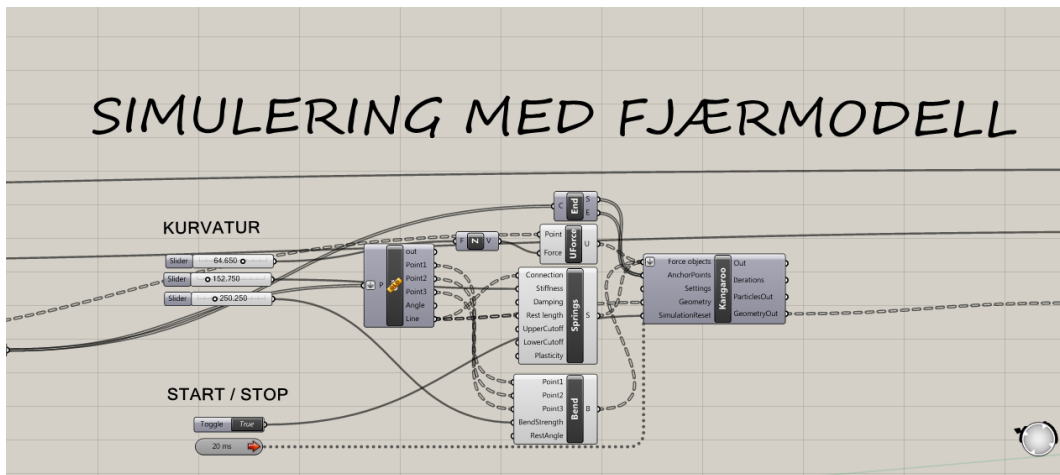 SIMULERING MED FJÆRMODELL
KURVATUR
Slider 64.650
Slider 152.750
Slider 250.250
P
out
Point1
Point2
Point3
Angle
Line
F Z V
C End S
E
Point
Force
UForce
U
Connection
Stiffness
Damping
Rest length
UpperCutoff
LowerCutoff
Plasticity
Springs
S
Point1
Point2
Point3
BendStrength
RestAngle
Bend
B
Force objects
AnchorPoints
Settings
Geometry
SimulationReset
Kangaroo
Out
Iterations
ParticlesOut
GeometryOut
START / STOP
Toggle True
20 ms